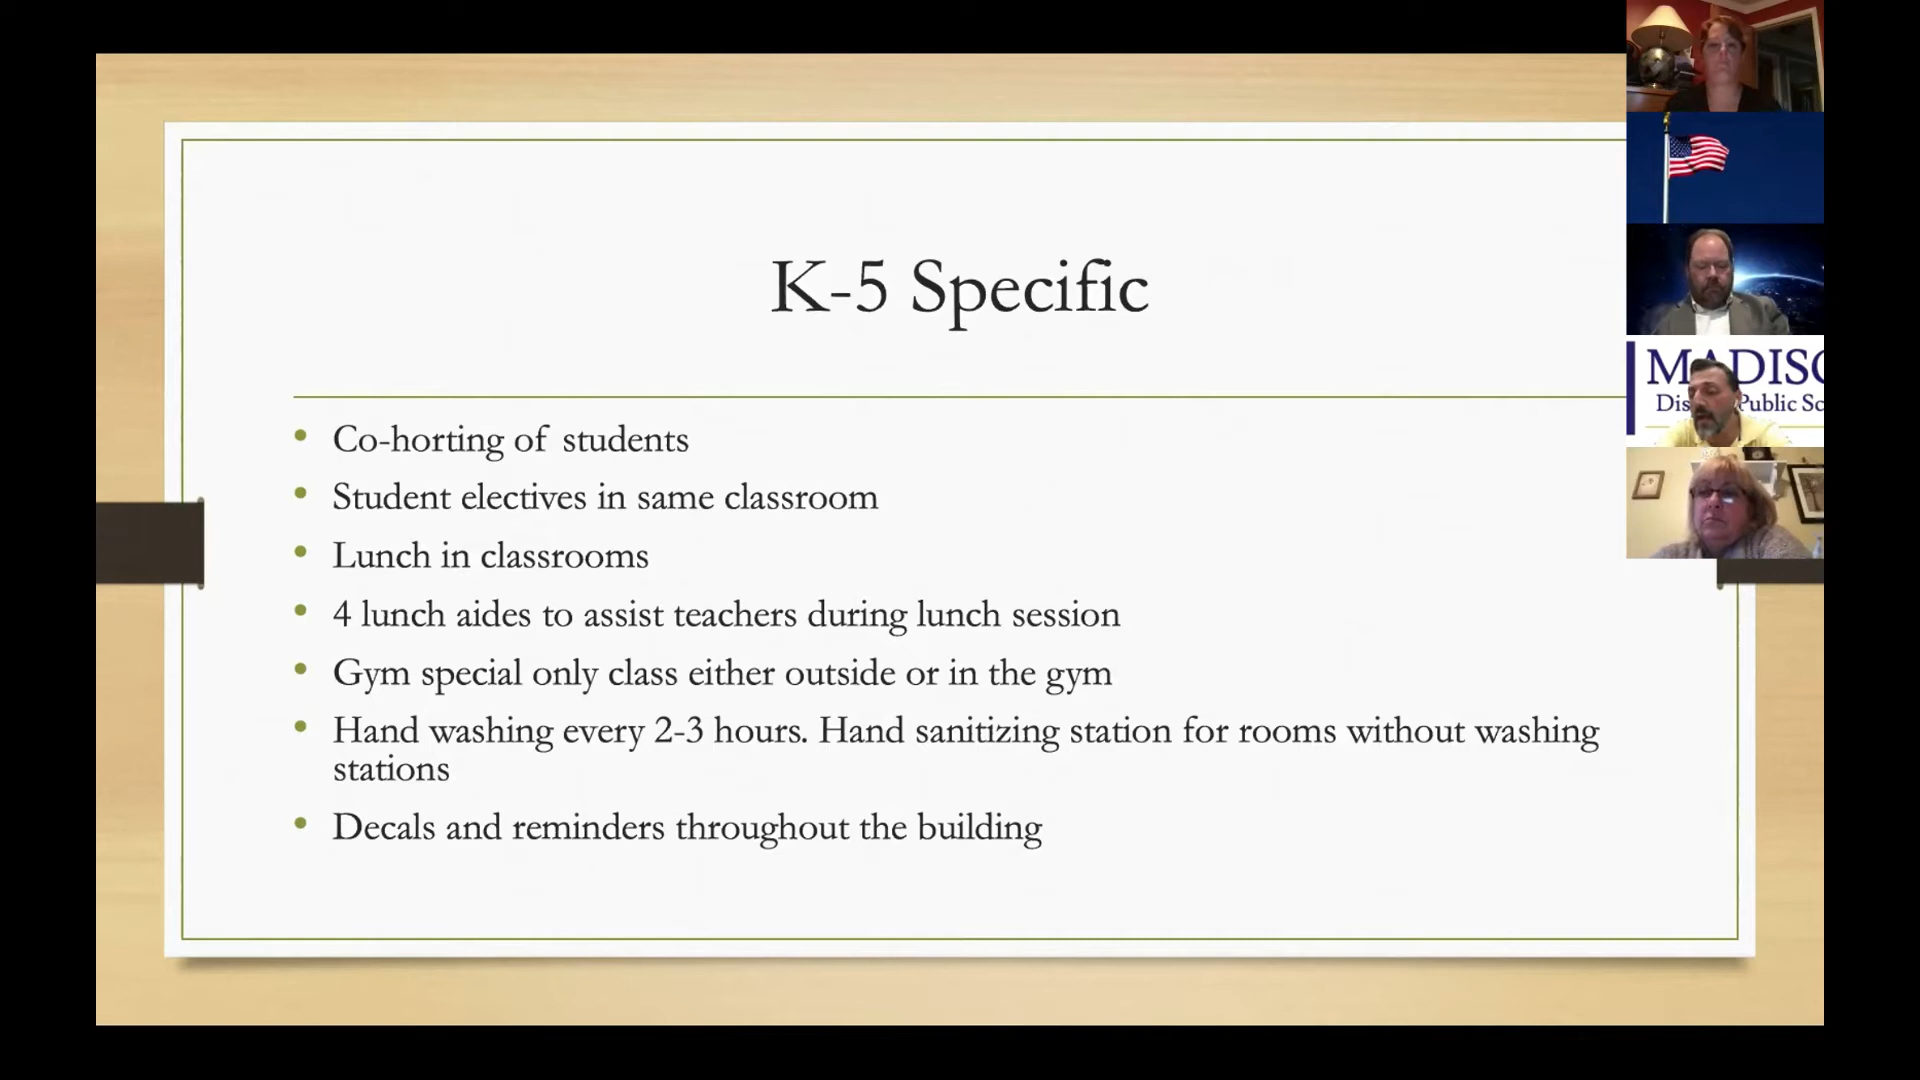 K-5 Specific
• Co-horting of students
• Student electives in same classroom
• Lunch in classrooms
• 4 lunch aides to assist teachers during lunch session
• Gym special only class either outside or in the gym
• Hand washing every 2-3 hours. Hand sanitizing station for rooms without washing
stations
• Decals and reminders throughout the building
Public